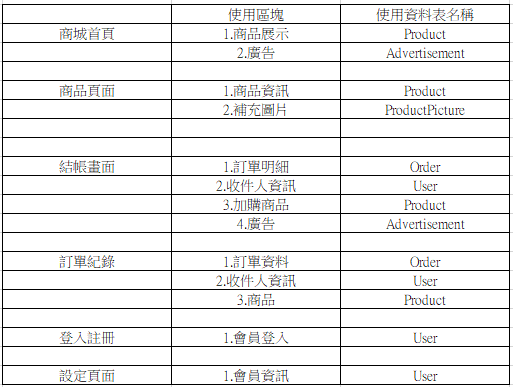 使用區塊 使用資料表名稱
商城首頁 1.商品展示 Product
2.廣告 Advertisement
商品頁面 1.商品資訊 Product
2.補充圖片 ProductPicture
結帳畫面 1.訂單明細 Order
2.收件人資訊 User
3.加購商品 Product
4.廣告 Advertisement
訂單紀錄 1.訂單資料 Order
2.收件人資訊 User
3.商品 Product
登入註冊 1.會員登入 User
設定頁面 1.會員資訊 User